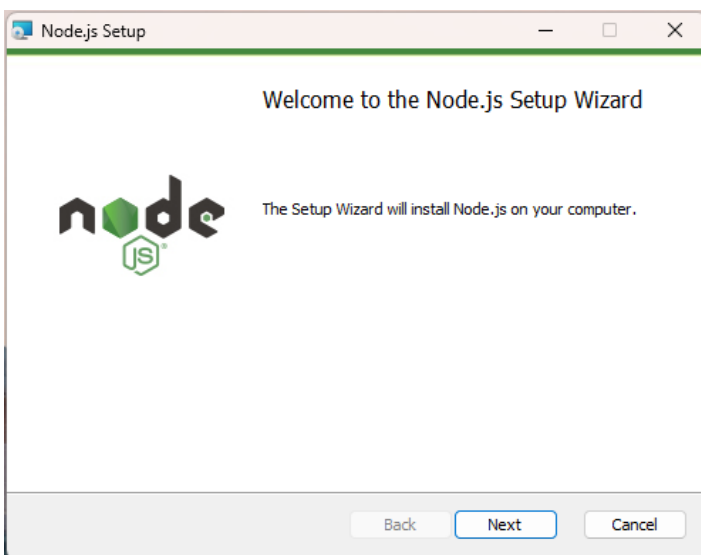 Node.js Setup
Welcome to the Node.js Setup Wizard
node
JS
The Setup Wizard will install Node.js on your computer.
Back
Next
Cancel